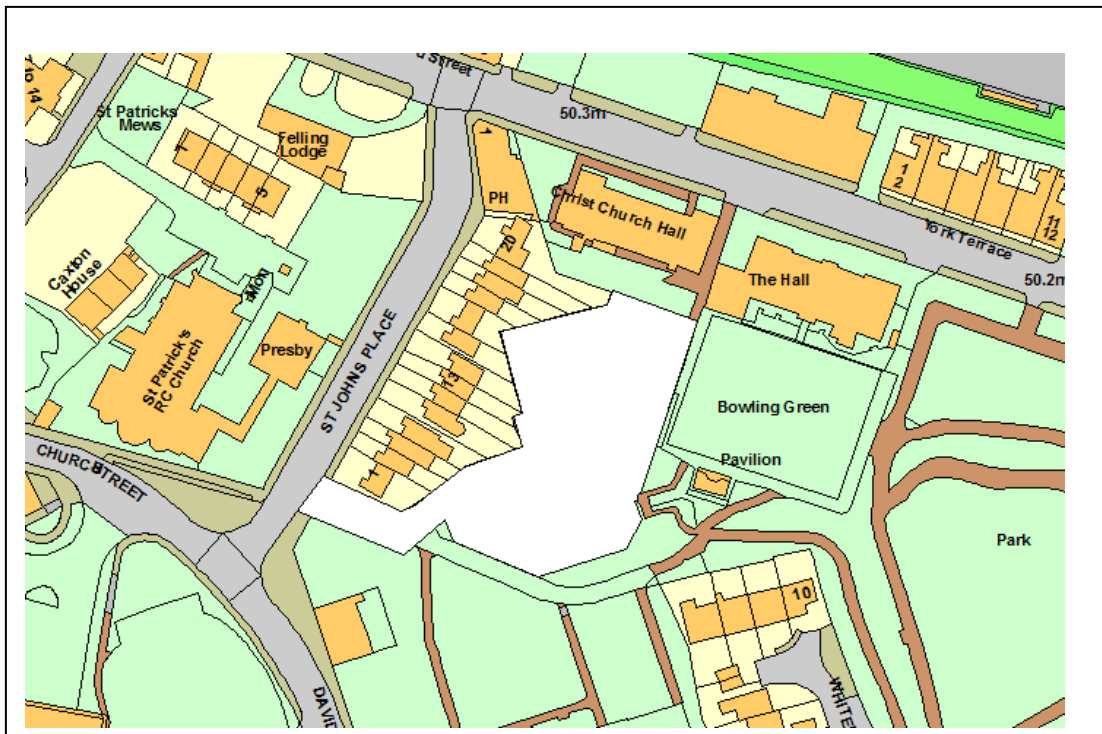 14
St Patricks
Mews
1
5
Felling
Lodge
Street
50.3m
1
PH
Christ Church Hall
1
2
11
12
York Terrace
50.2m
The Hall
Caxton
House
Mon
St Patrick's
RC Church
Presby
ST JOHNS PLACE
20
13
1
Bowling Green
Pavilion
Park
CHURCH STREET
10
DAVID
WHITE